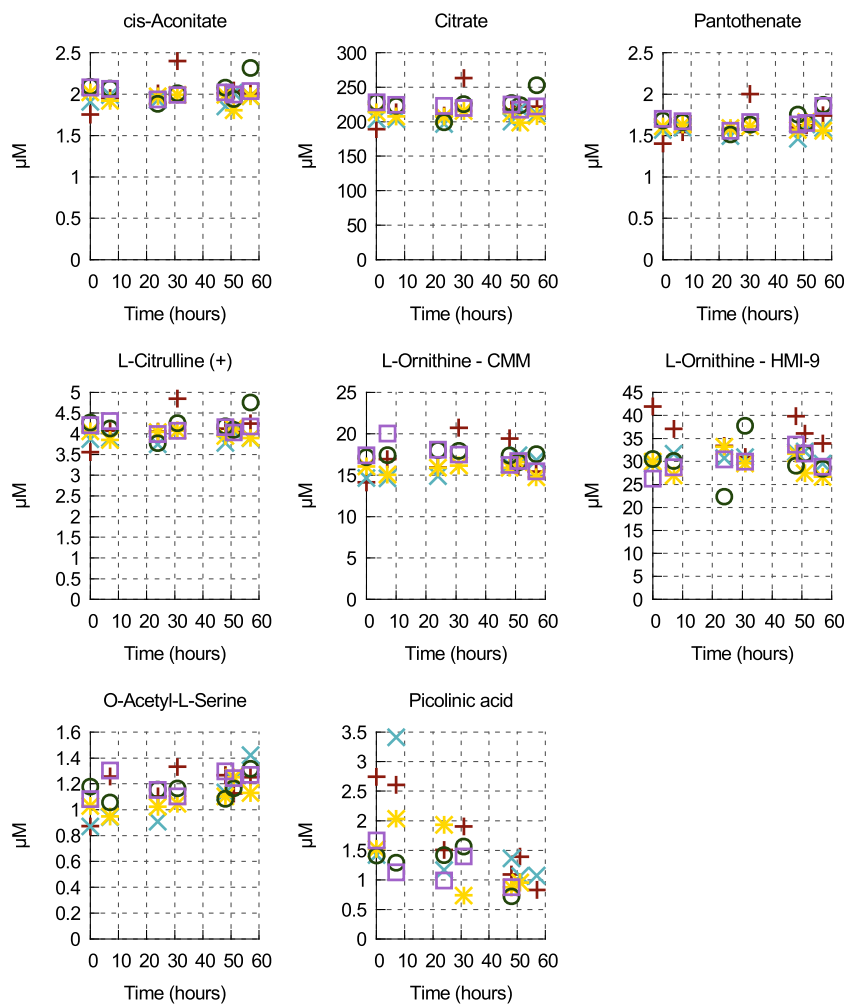 cis-Aconitate
2.5
2
1.5
1
0.5
0
µM
0 10 20 30 40 50 60
Time (hours)
Citrate
300
250
200
150
100
50
0
µM
0 10 20 30 40 50 60
Time (hours)
Pantothenate
2.5
2
1.5
1
0.5
0
µM
0 10 20 30 40 50 60
Time (hours)
L-Citrulline (+)
5
4.5
4
3.5
3
2.5
2
1.5
1
0.5
0
µM
0 10 20 30 40 50 60
Time (hours)
L-Ornithine - CMM
25
20
15
10
5
0
µM
0 10 20 30 40 50 60
Time (hours)
L-Ornithine - HMI-9
45
40
35
30
25
20
15
10
5
0
µM
0 10 20 30 40 50 60
Time (hours)
O-Acetyl-L-Serine
1.6
1.4
1.2
1
0.8
0.6
0.4
0.2
0
µM
0 10 20 30 40 50 60
Time (hours)
Picolinic acid
3.5
3
2.5
2
1.5
1
0.5
0
µM
0 10 20 30 40 50 60
Time (hours)